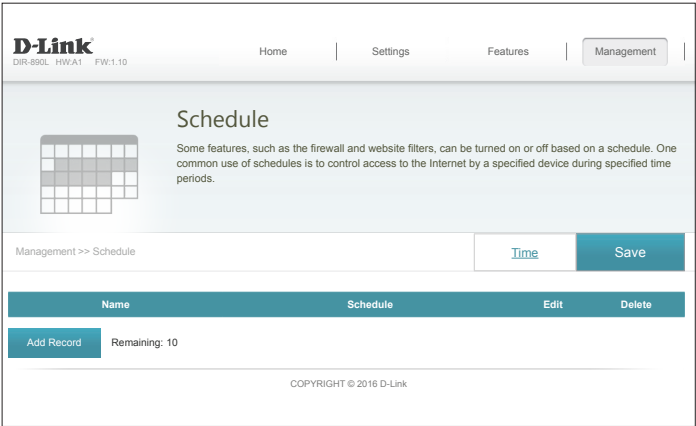 D-Link®
DIR-890L HW:A1 FW:1.10
Home
Settings
Features
Management
Schedule
Some features, such as the firewall and website filters, can be turned on or off based on a schedule. One
common use of schedules is to control access to the Internet by a specified device during specified time
periods.
Management >> Schedule
Time
Save
Name
Schedule
Edit
Delete
Add Record
Remaining: 10
COPYRIGHT © 2016 D-Link